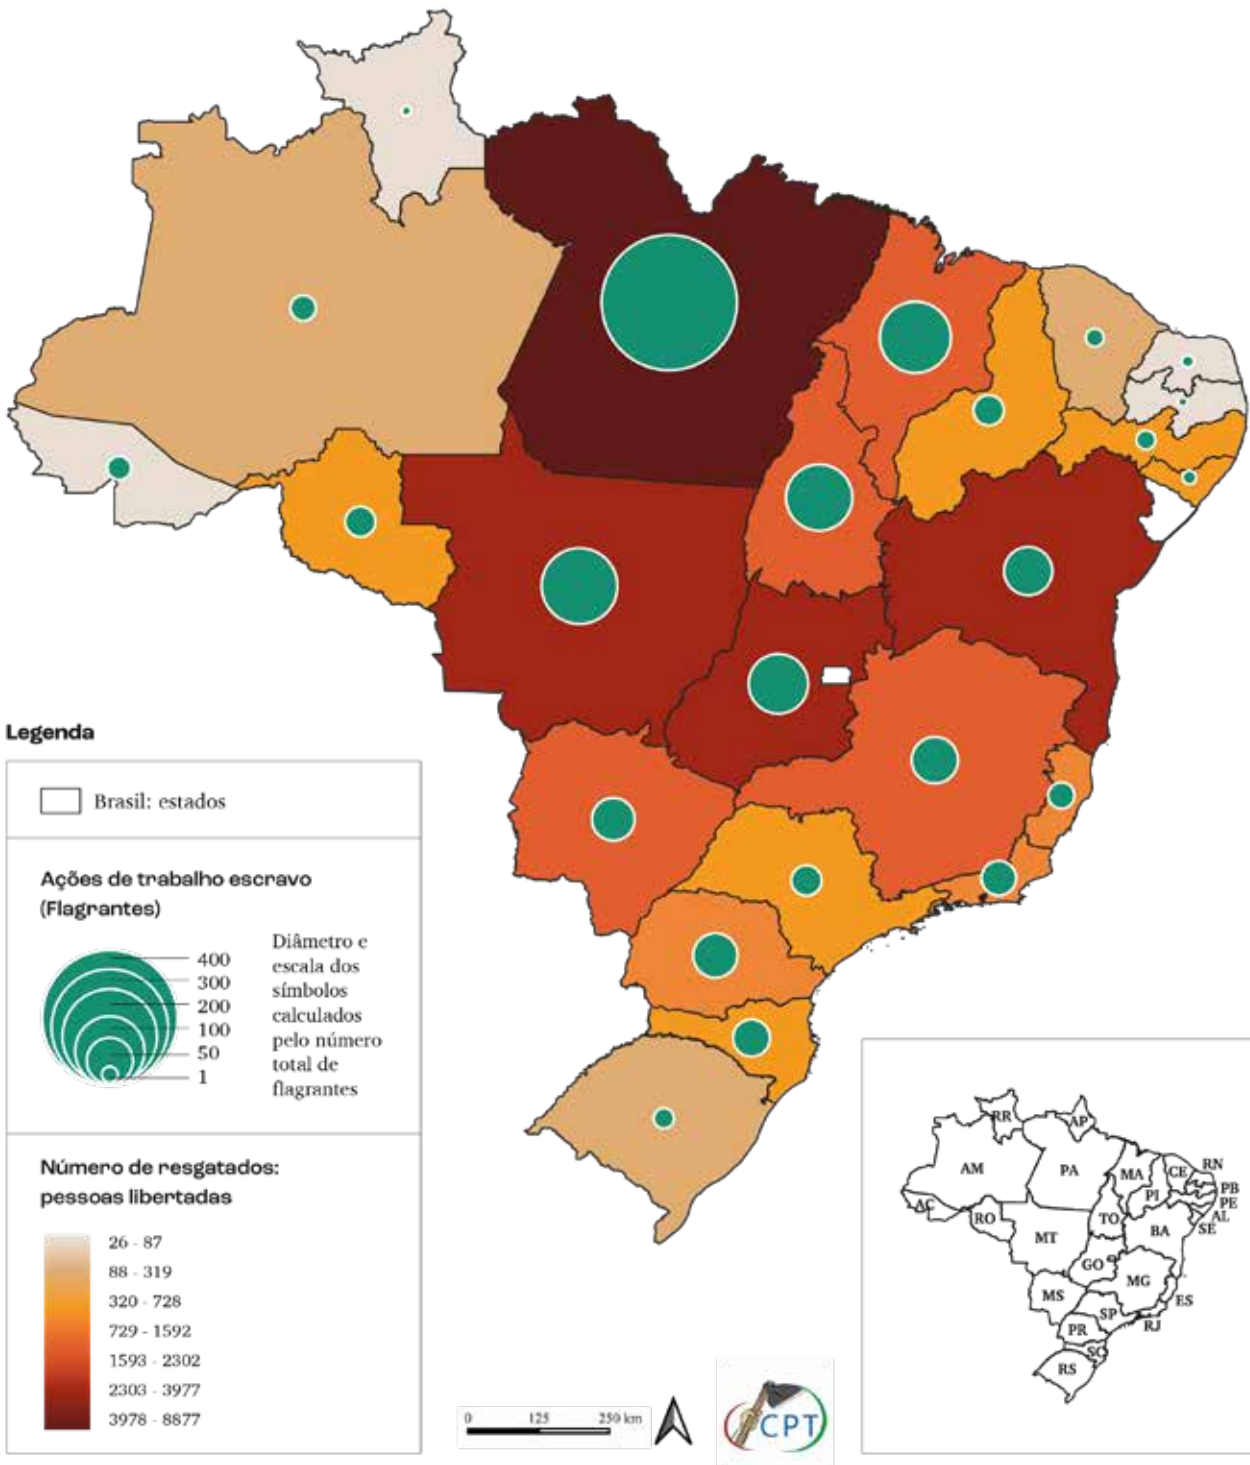 Legenda
Brasil: estados
Ações de trabalho escravo
(Flagrantes)
400
300
200
100
50
1
Diâmetro e
escala dos
símbolos
calculados
pelo número
total de
flagrantes
Número de resgatados:
pessoas libertadas
26 - 87
88 - 319
320 - 728
729 - 1592
1593 - 2302
2303 - 3977
3978 - 8877
0 125 250 km
CPT
RR
AP
AM
PA
MA
CE
RN
PB
PI
PE
AL
AC
RO
TO
SE
MT
BA
GO
MG
MS
ES
SP
RJ
PR
SC
RS